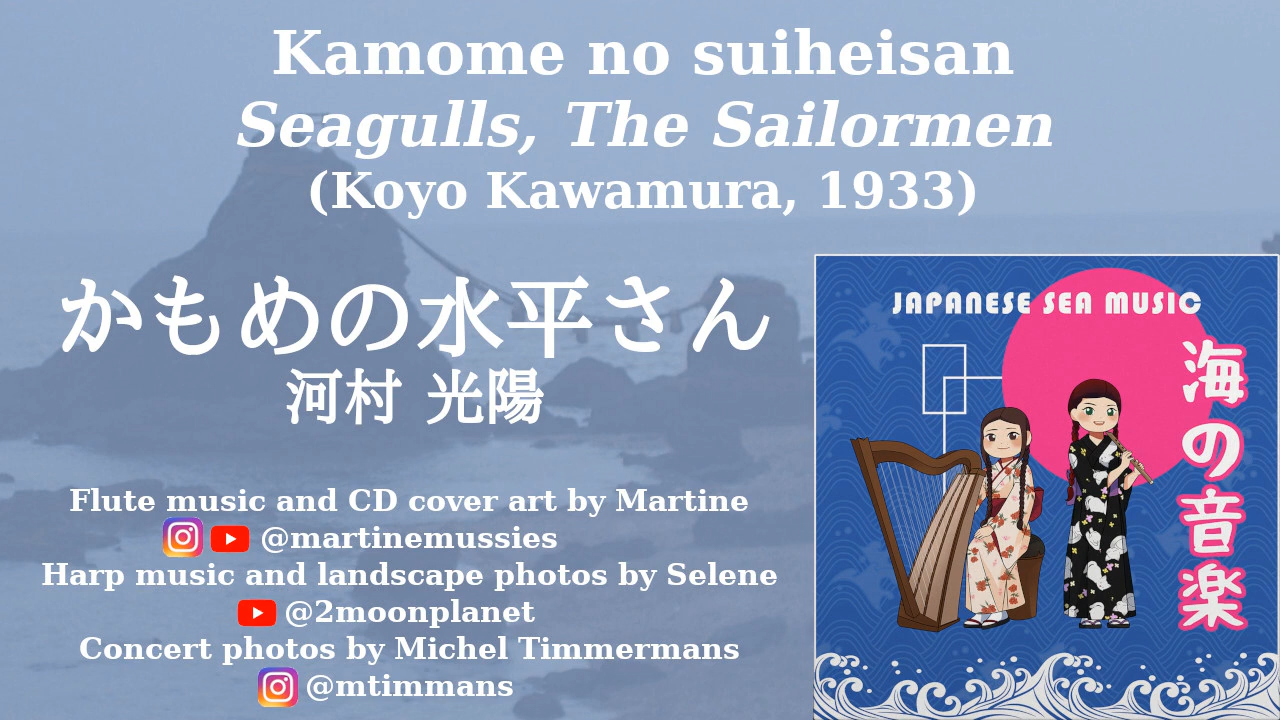 Kamome no suiheisan
Seagulls, The Sailormen
(Koyo Kawamura, 1933)
かもめの水平さん
河村 光陽
Flute music and CD cover art by Martine
@martinemussies
Harp music and landscape photos by Selene
@2moonplanet
Concert photos by Michel Timmermans
@mtimmans
JAPANESE SEA MUSIC
海の音楽